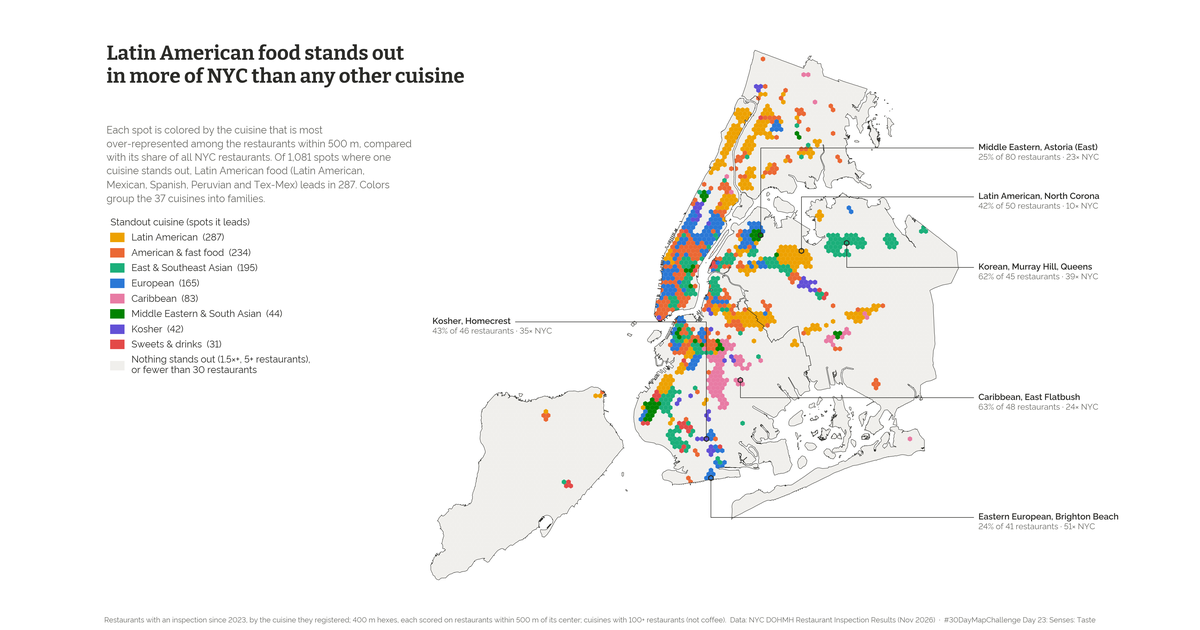 Latin American food stands out
in more of NYC than any other cuisine
Each spot is colored by the cuisine that is most
over-represented among the restaurants within 500 m, compared
with its share of all NYC restaurants. Of 1,081 spots where one
cuisine stands out, Latin American food (Latin American,
Mexican, Spanish, Peruvian and Tex-Mex) leads in 287. Colors
group the 37 cuisines into families.
Standout cuisine (spots it leads)
Latin American (287)
American & fast food (234)
East & Southeast Asian (195)
European (165)
Caribbean (83)
Middle Eastern & South Asian (44)
Kosher (42)
Sweets & drinks (31)
Nothing stands out (1.5×+, 5+ restaurants),
or fewer than 30 restaurants
Middle Eastern, Astoria (East)
25% of 80 restaurants · 23× NYC
Latin American, North Corona
42% of 50 restaurants · 10× NYC
Korean, Murray Hill, Queens
62% of 45 restaurants · 39× NYC
Kosher, Homecrest
43% of 46 restaurants · 35× NYC
Caribbean, East Flatbush
63% of 48 restaurants · 24× NYC
Eastern European, Brighton Beach
24% of 41 restaurants · 51× NYC
Restaurants with an inspection since 2023, by the cuisine they registered; 400 m hexes, each scored on restaurants within 500 m of its center; cuisines with 100+ restaurants (not coffee). Data: NYC DOHMH Restaurant Inspection Results (Nov 2026) · #30DayMapChallenge Day 23: Senses: Taste